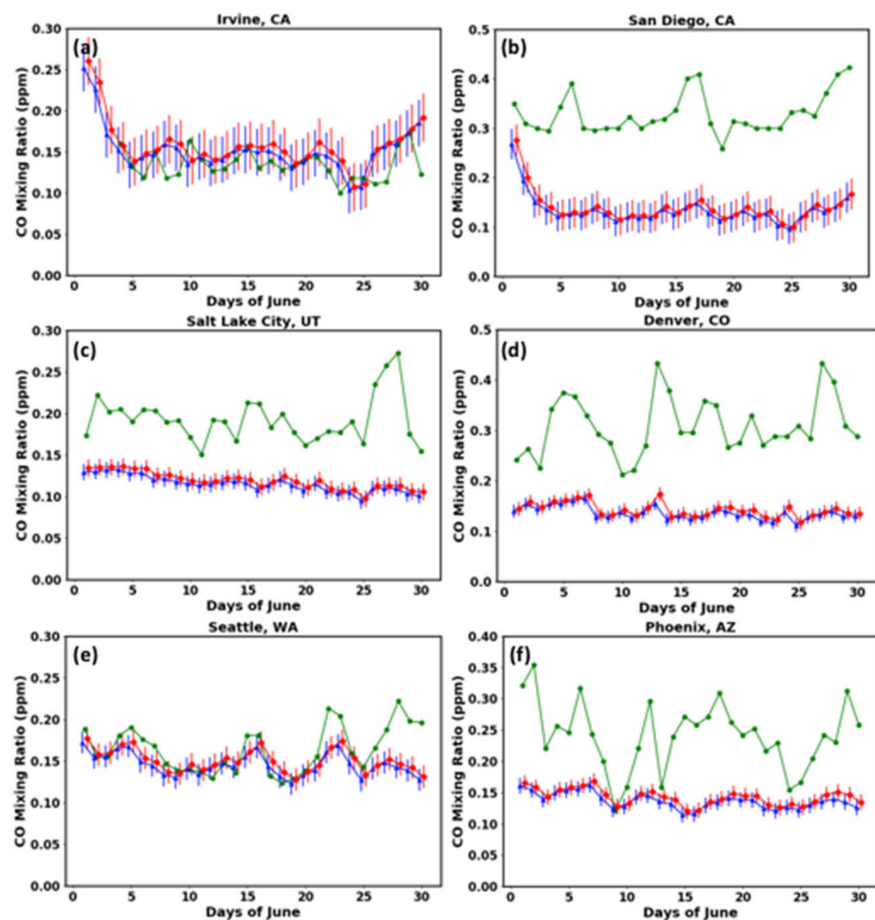 Irvine, CA
(a)
CO Mixing Ratio (ppm)
0.30
0.25
0.20
0.15
0.10
0.05
0.00
0 5 10 15 20 25 30
Days of June
San Diego, CA
(b)
CO Mixing Ratio (ppm)
0.5
0.4
0.3
0.2
0.1
0.0
0 5 10 15 20 25 30
Days of June
Salt Lake City, UT
(c)
CO Mixing Ratio (ppm)
0.30
0.25
0.20
0.15
0.10
0.05
0.00
0 5 10 15 20 25 30
Days of June
Denver, CO
(d)
CO Mixing Ratio (ppm)
0.5
0.4
0.3
0.2
0.1
0.0
0 5 10 15 20 25 30
Days of June
Seattle, WA
(e)
CO Mixing Ratio (ppm)
0.30
0.25
0.20
0.15
0.10
0.05
0.00
0 5 10 15 20 25 30
Days of June
Phoenix, AZ
(f)
CO Mixing Ratio (ppm)
0.40
0.35
0.30
0.25
0.20
0.15
0.10
0.05
0.00
0 5 10 15 20 25 30
Days of June